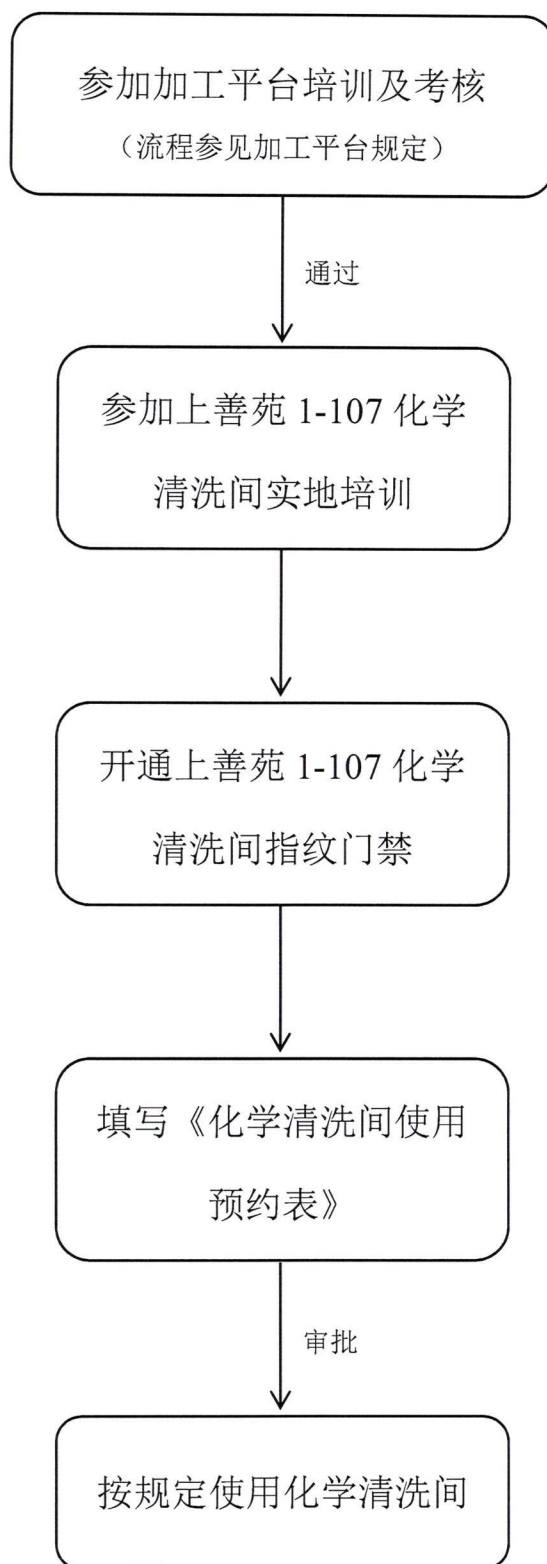 参加加工平台培训及考核
（流程参见加工平台规定）
通过
参加上善苑 1-107 化学
清洗间实地培训
开通上善苑 1-107 化学
清洗间指纹门禁
填写《化学清洗间使用
预约表》
审批
按规定使用化学清洗间